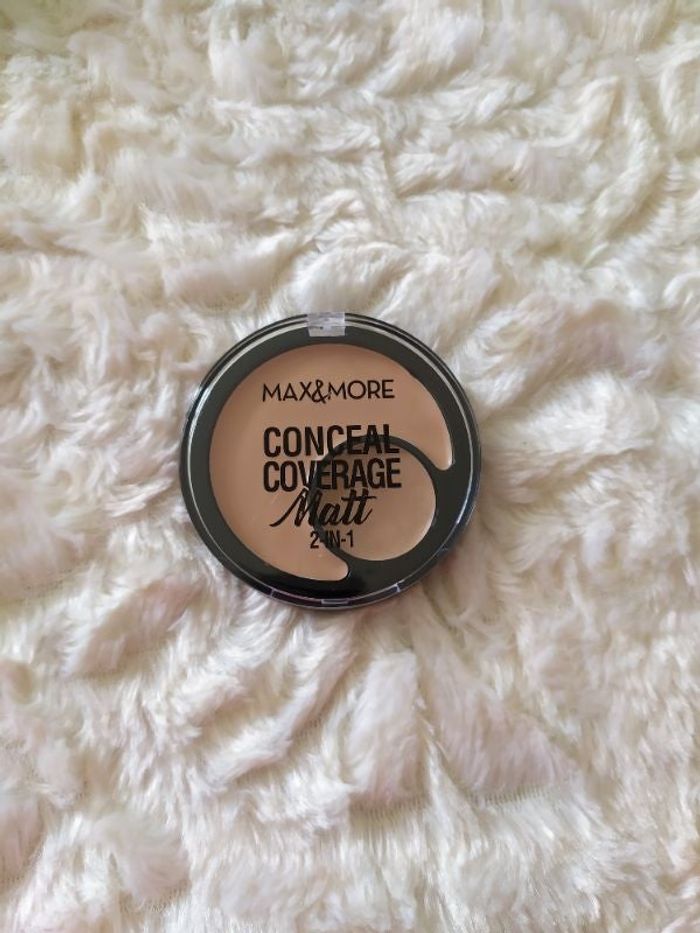 MAX&MORE
CONCEAL
COVERAGE
Matt
2-IN-1